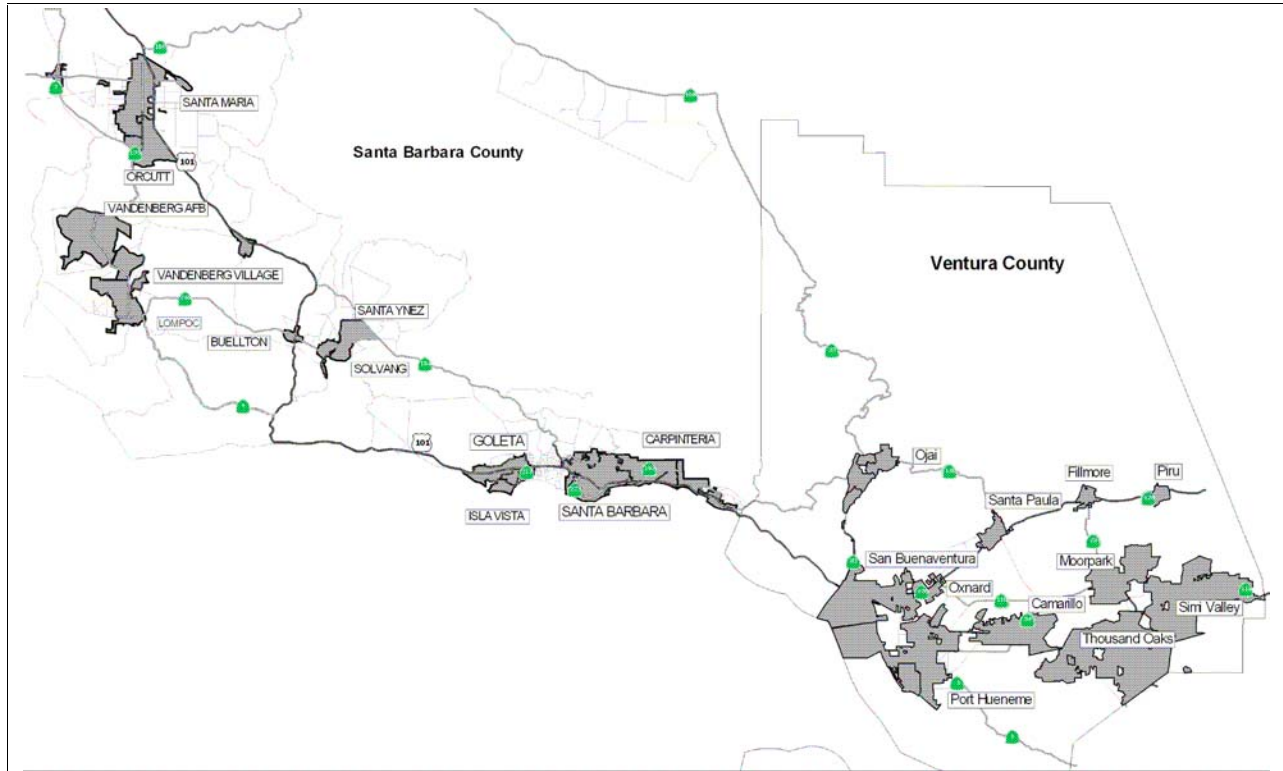 SANTA MARIA
Santa Barbara County
101
ORCUTT
VANDENBERG AFB
Ventura County
VANDENBERG VILLAGE
SANTA YNEZ
LOMPOC
BUELLTON
SOLVANG
101
GOLETA
CARPINTERIA
Ojai
Fillmore
Piru
Santa Paula
ISLA VISTA
SANTA BARBARA
San Buenaventura
Moorpark
Oxnard
Camarillo
Simi Valley
Thousand Oaks
Port Hueneme